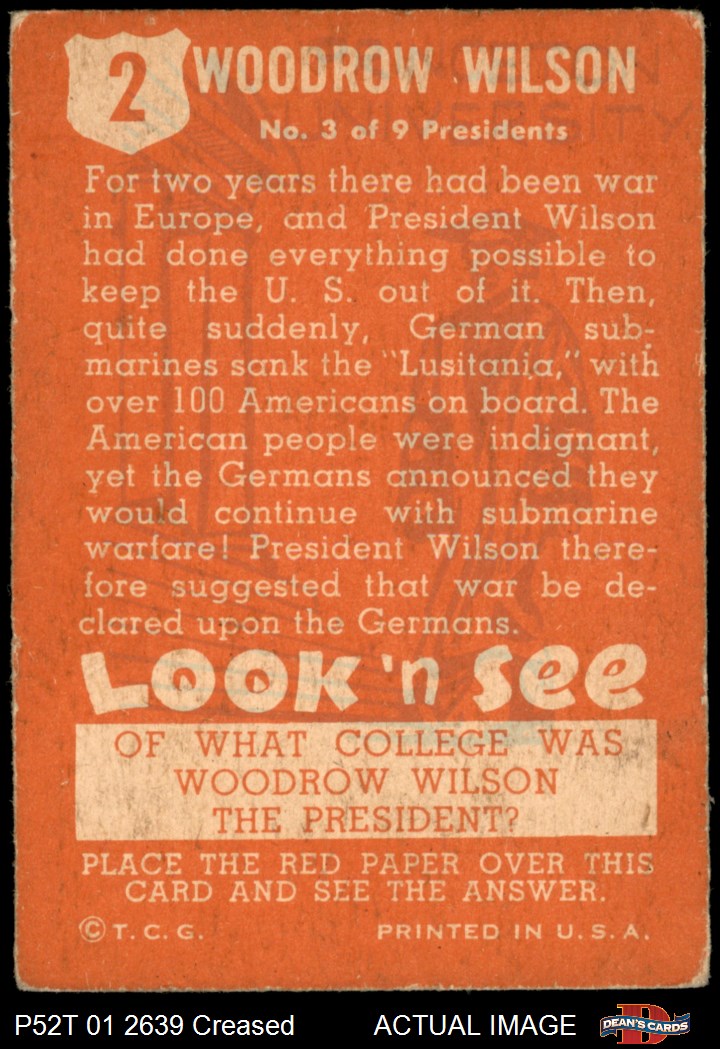 2
WOODROW WILSON
No. 3 of 9 Presidents
For two years there had been war
in Europe, and President Wilson
had done everything possible to
keep the U. S. out of it. Then,
quite suddenly, German sub-
marines sank the "Lusitania," with
over 100 Americans on board. The
American people were indignant,
yet the Germans announced they
would continue with submarine
warfare! President Wilson there-
fore suggested that war be de-
clared upon the Germans.
LOOK 'n SEE
OF WHAT COLLEGE WAS
WOODROW WILSON
THE PRESIDENT?
PLACE THE RED PAPER OVER THIS
CARD AND SEE THE ANSWER.
© T. C. G. PRINTED IN U. S. A.
P52T 01 2639 Creased ACTUAL IMAGE
D
DEAN'S CARDS
UNIVERSITY